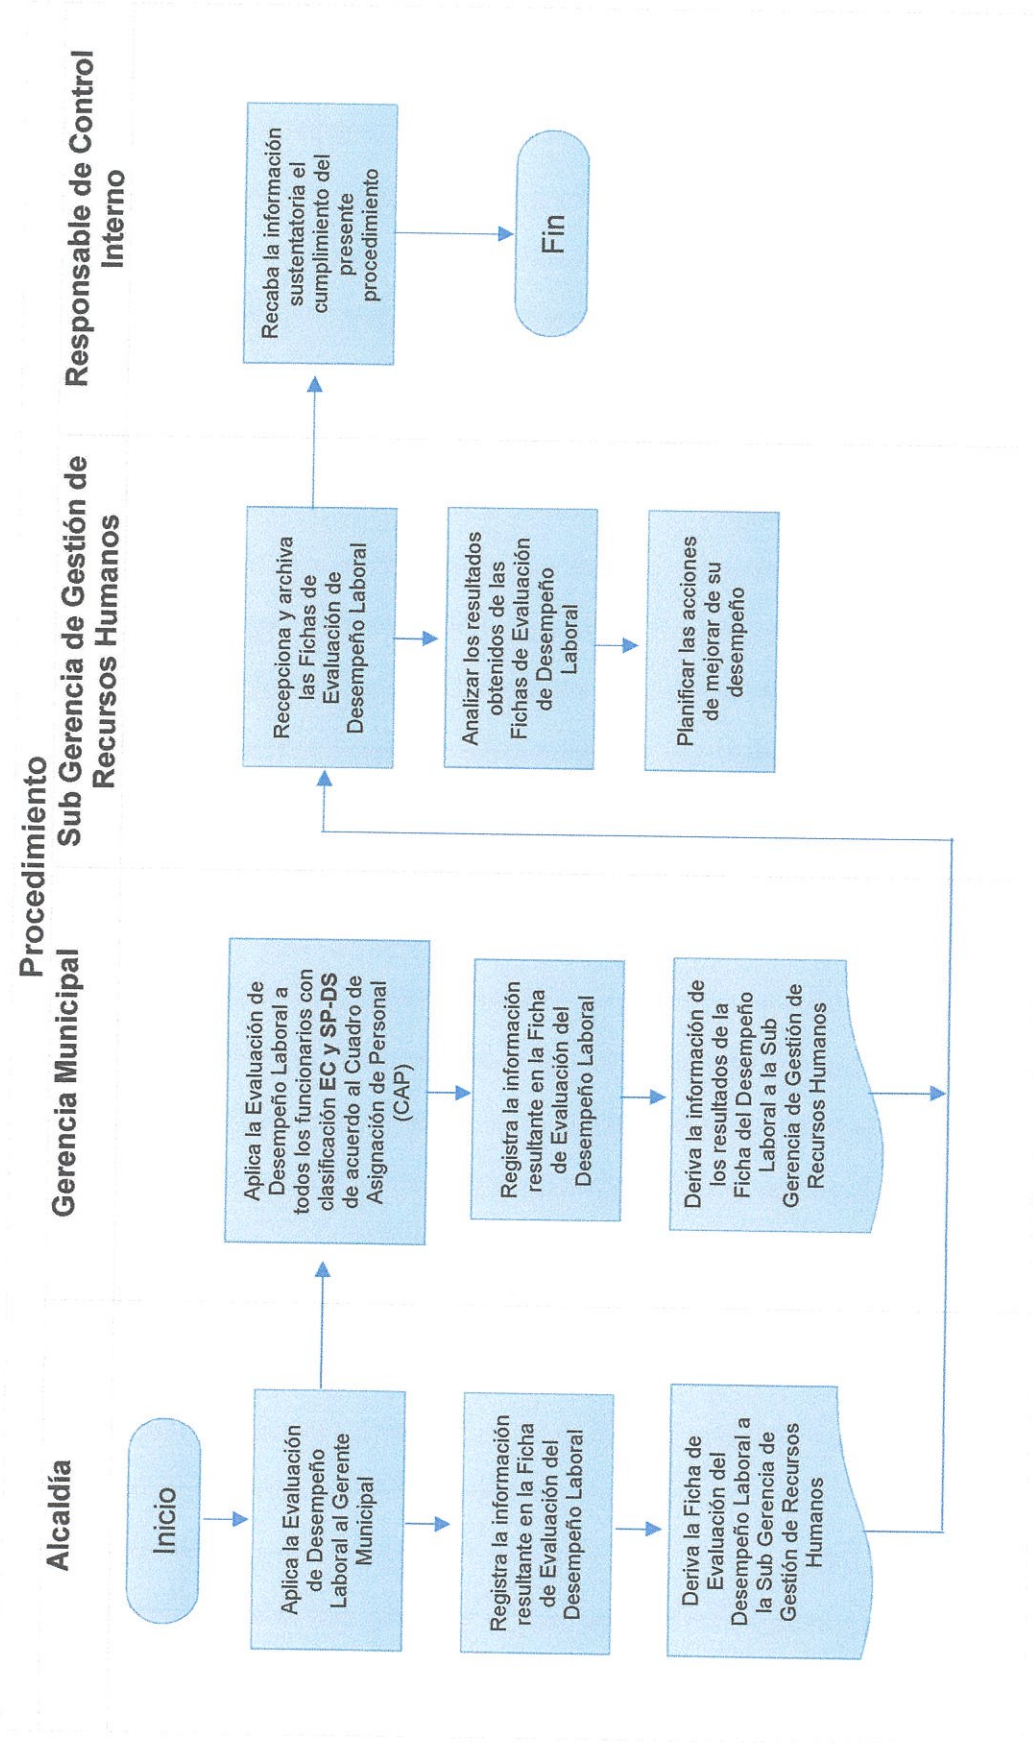 Procedimiento
Alcaldía
Gerencia Municipal
Sub Gerencia de Gestión de
Recursos Humanos
Responsable de Control
Interno
Inicio
Aplica la Evaluación
de Desempeño
Laboral al Gerente
Municipal
Registra la información
resultante en la Ficha
de Evaluación del
Desempeño Laboral
Deriva la Ficha de
Evaluación del
Desempeño Laboral a
la Sub Gerencia de
Gestión de Recursos
Humanos
Aplica la Evaluación de
Desempeño Laboral a
todos los funcionarios con
clasificación EC y SP-DS
de acuerdo al Cuadro de
Asignación de Personal
(CAP)
Registra la información
resultante en la Ficha
de Evaluación del
Desempeño Laboral
Deriva la información de
los resultados de la
Ficha del Desempeño
Laboral a la Sub
Gerencia de Gestión de
Recursos Humanos
Recepciona y archiva
las Fichas de
Evaluación de
Desempeño Laboral
Analizar los resultados
obtenidos de las
Fichas de Evaluación
de Desempeño
Laboral
Planificar las acciones
de mejorar de su
desempeño
Recaba la información
sustentatoria el
cumplimiento del
presente
procedimiento
Fin